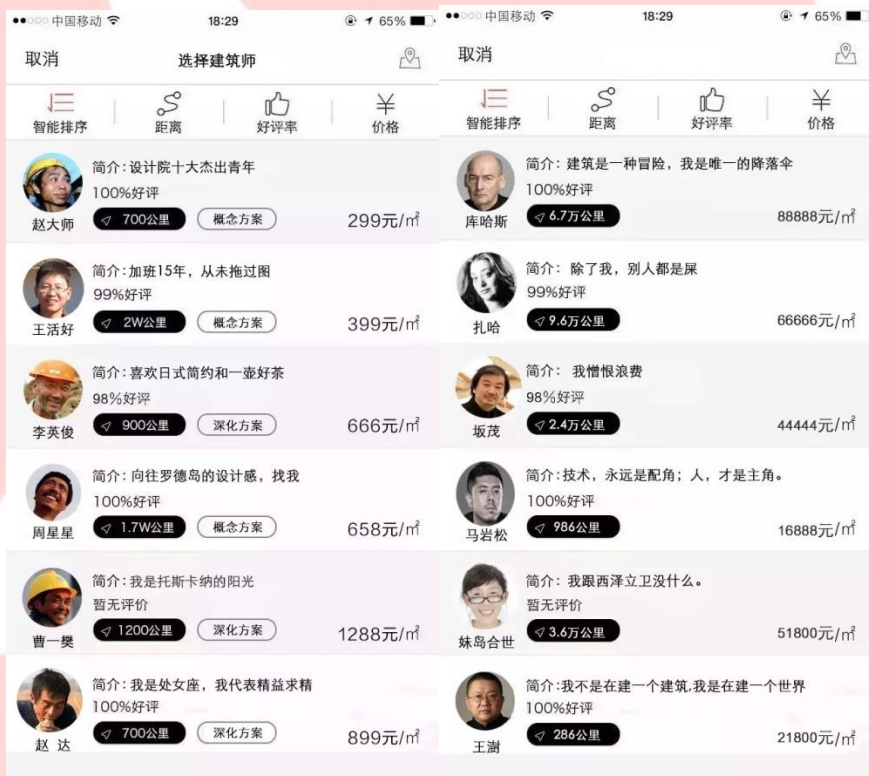 中国移动 18:29 65%
取消 选择建筑师
智能排序 距离 好评率 价格
简介:设计院十大杰出青年
100%好评
赵大师 700公里 概念方案 299元/㎡
简介:加班15年，从未拖过图
99%好评
王活好 2W公里 概念方案 399元/㎡
简介:喜欢日式简约和一壶好茶
98%好评
李英俊 900公里 深化方案 666元/㎡
简介:向往罗德岛的设计感，找我
100%好评
周星星 1.7W公里 概念方案 658元/㎡
简介:我是托斯卡纳的阳光
暂无评价
曹一樊 1200公里 深化方案 1288元/㎡
简介:我是处女座，我代表精益求精
100%好评
赵 达 700公里 深化方案 899元/㎡
中国移动 18:29 65%
取消
智能排序 距离 好评率 价格
简介：建筑是一种冒险，我是唯一的降落伞
100%好评
库哈斯 6.7万公里 88888元/㎡
简介： 除了我，别人都是屎
99%好评
扎哈 9.6万公里 66666元/㎡
简介： 我憎恨浪费
98%好评
坂茂 2.4万公里 44444元/㎡
简介:技术，永远是配角；人，才是主角。
100%好评
马岩松 986公里 16888元/㎡
简介： 我跟西泽立卫没什么。
暂无评价
妹岛合世 3.6万公里 51800元/㎡
简介:我不是在建一个建筑,我是在建一个世界
100%好评
王澍 286公里 21800元/㎡